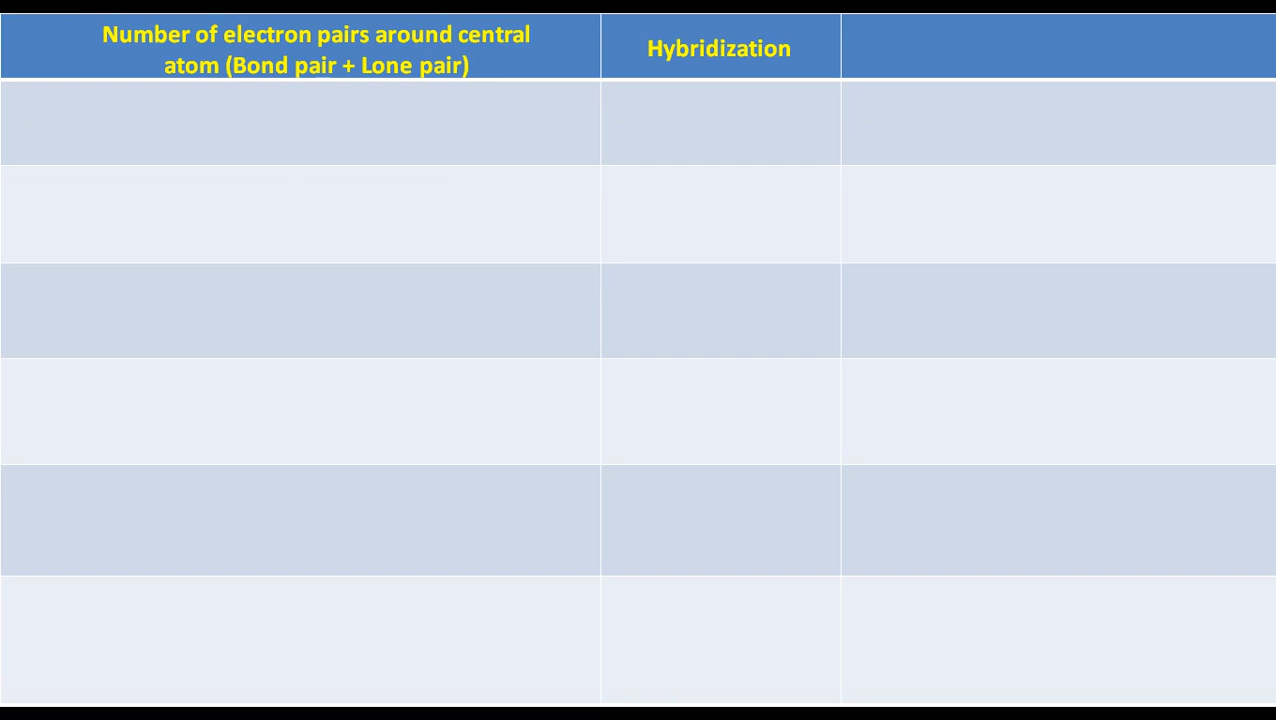 Number of electron pairs around central
atom (Bond pair + Lone pair)
Hybridization